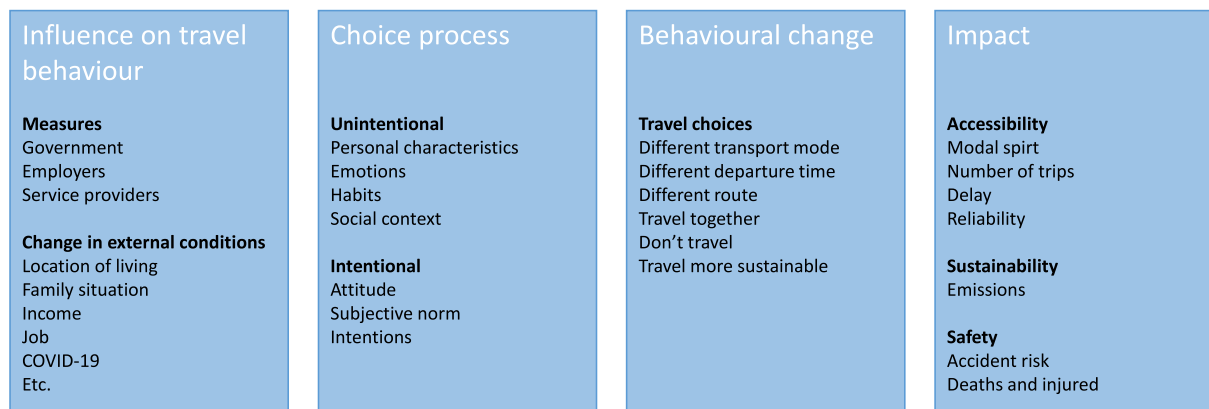 Influence on travel
behaviour
Measures
Government
Employers
Service providers
Change in external conditions
Location of living
Family situation
Income
Job
COVID-19
Etc.
Choice process
Unintentional
Personal characteristics
Emotions
Habits
Social context
Intentional
Attitude
Subjective norm
Intentions
Behavioural change
Travel choices
Different transport mode
Different departure time
Different route
Travel together
Don’t travel
Travel more sustainable
Impact
Accessibility
Modal spirt
Number of trips
Delay
Reliability
Sustainability
Emissions
Safety
Accident risk
Deaths and injured